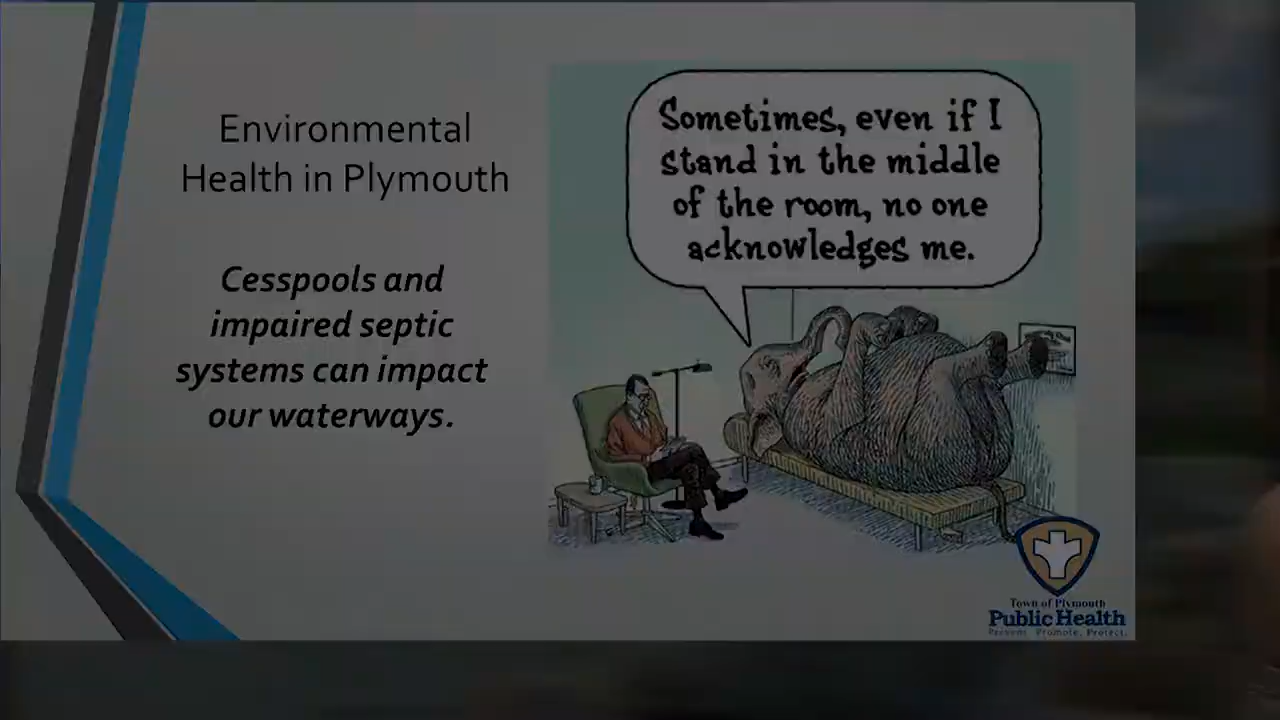 Environmental
Health in Plymouth
Cesspools and
impaired septic
systems can impact
our waterways.
Sometimes, even if I
stand in the middle
of the room, no one
acknowledges me.
Town of Plymouth
Public Health
Prevent. Promote. Protect.